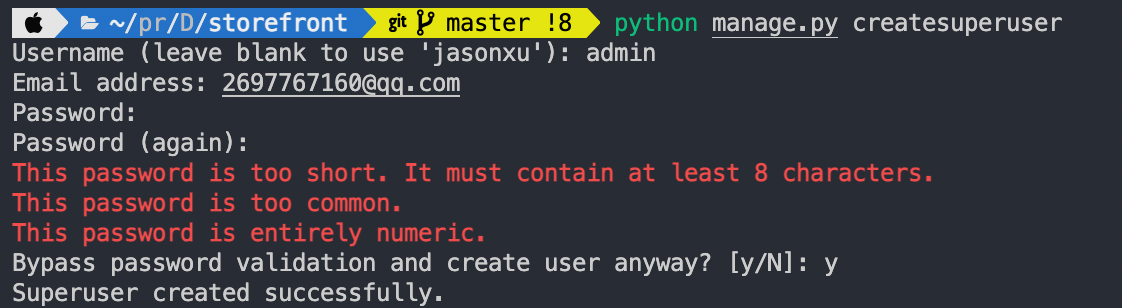 ~/pr/D/storefront git master !8 python manage.py createsuperuser
Username (leave blank to use 'jasonxu'): admin
Email address: 2697767160@qq.com
Password:
Password (again):
This password is too short. It must contain at least 8 characters.
This password is too common.
This password is entirely numeric.
Bypass password validation and create user anyway? [y/N]: y
Superuser created successfully.